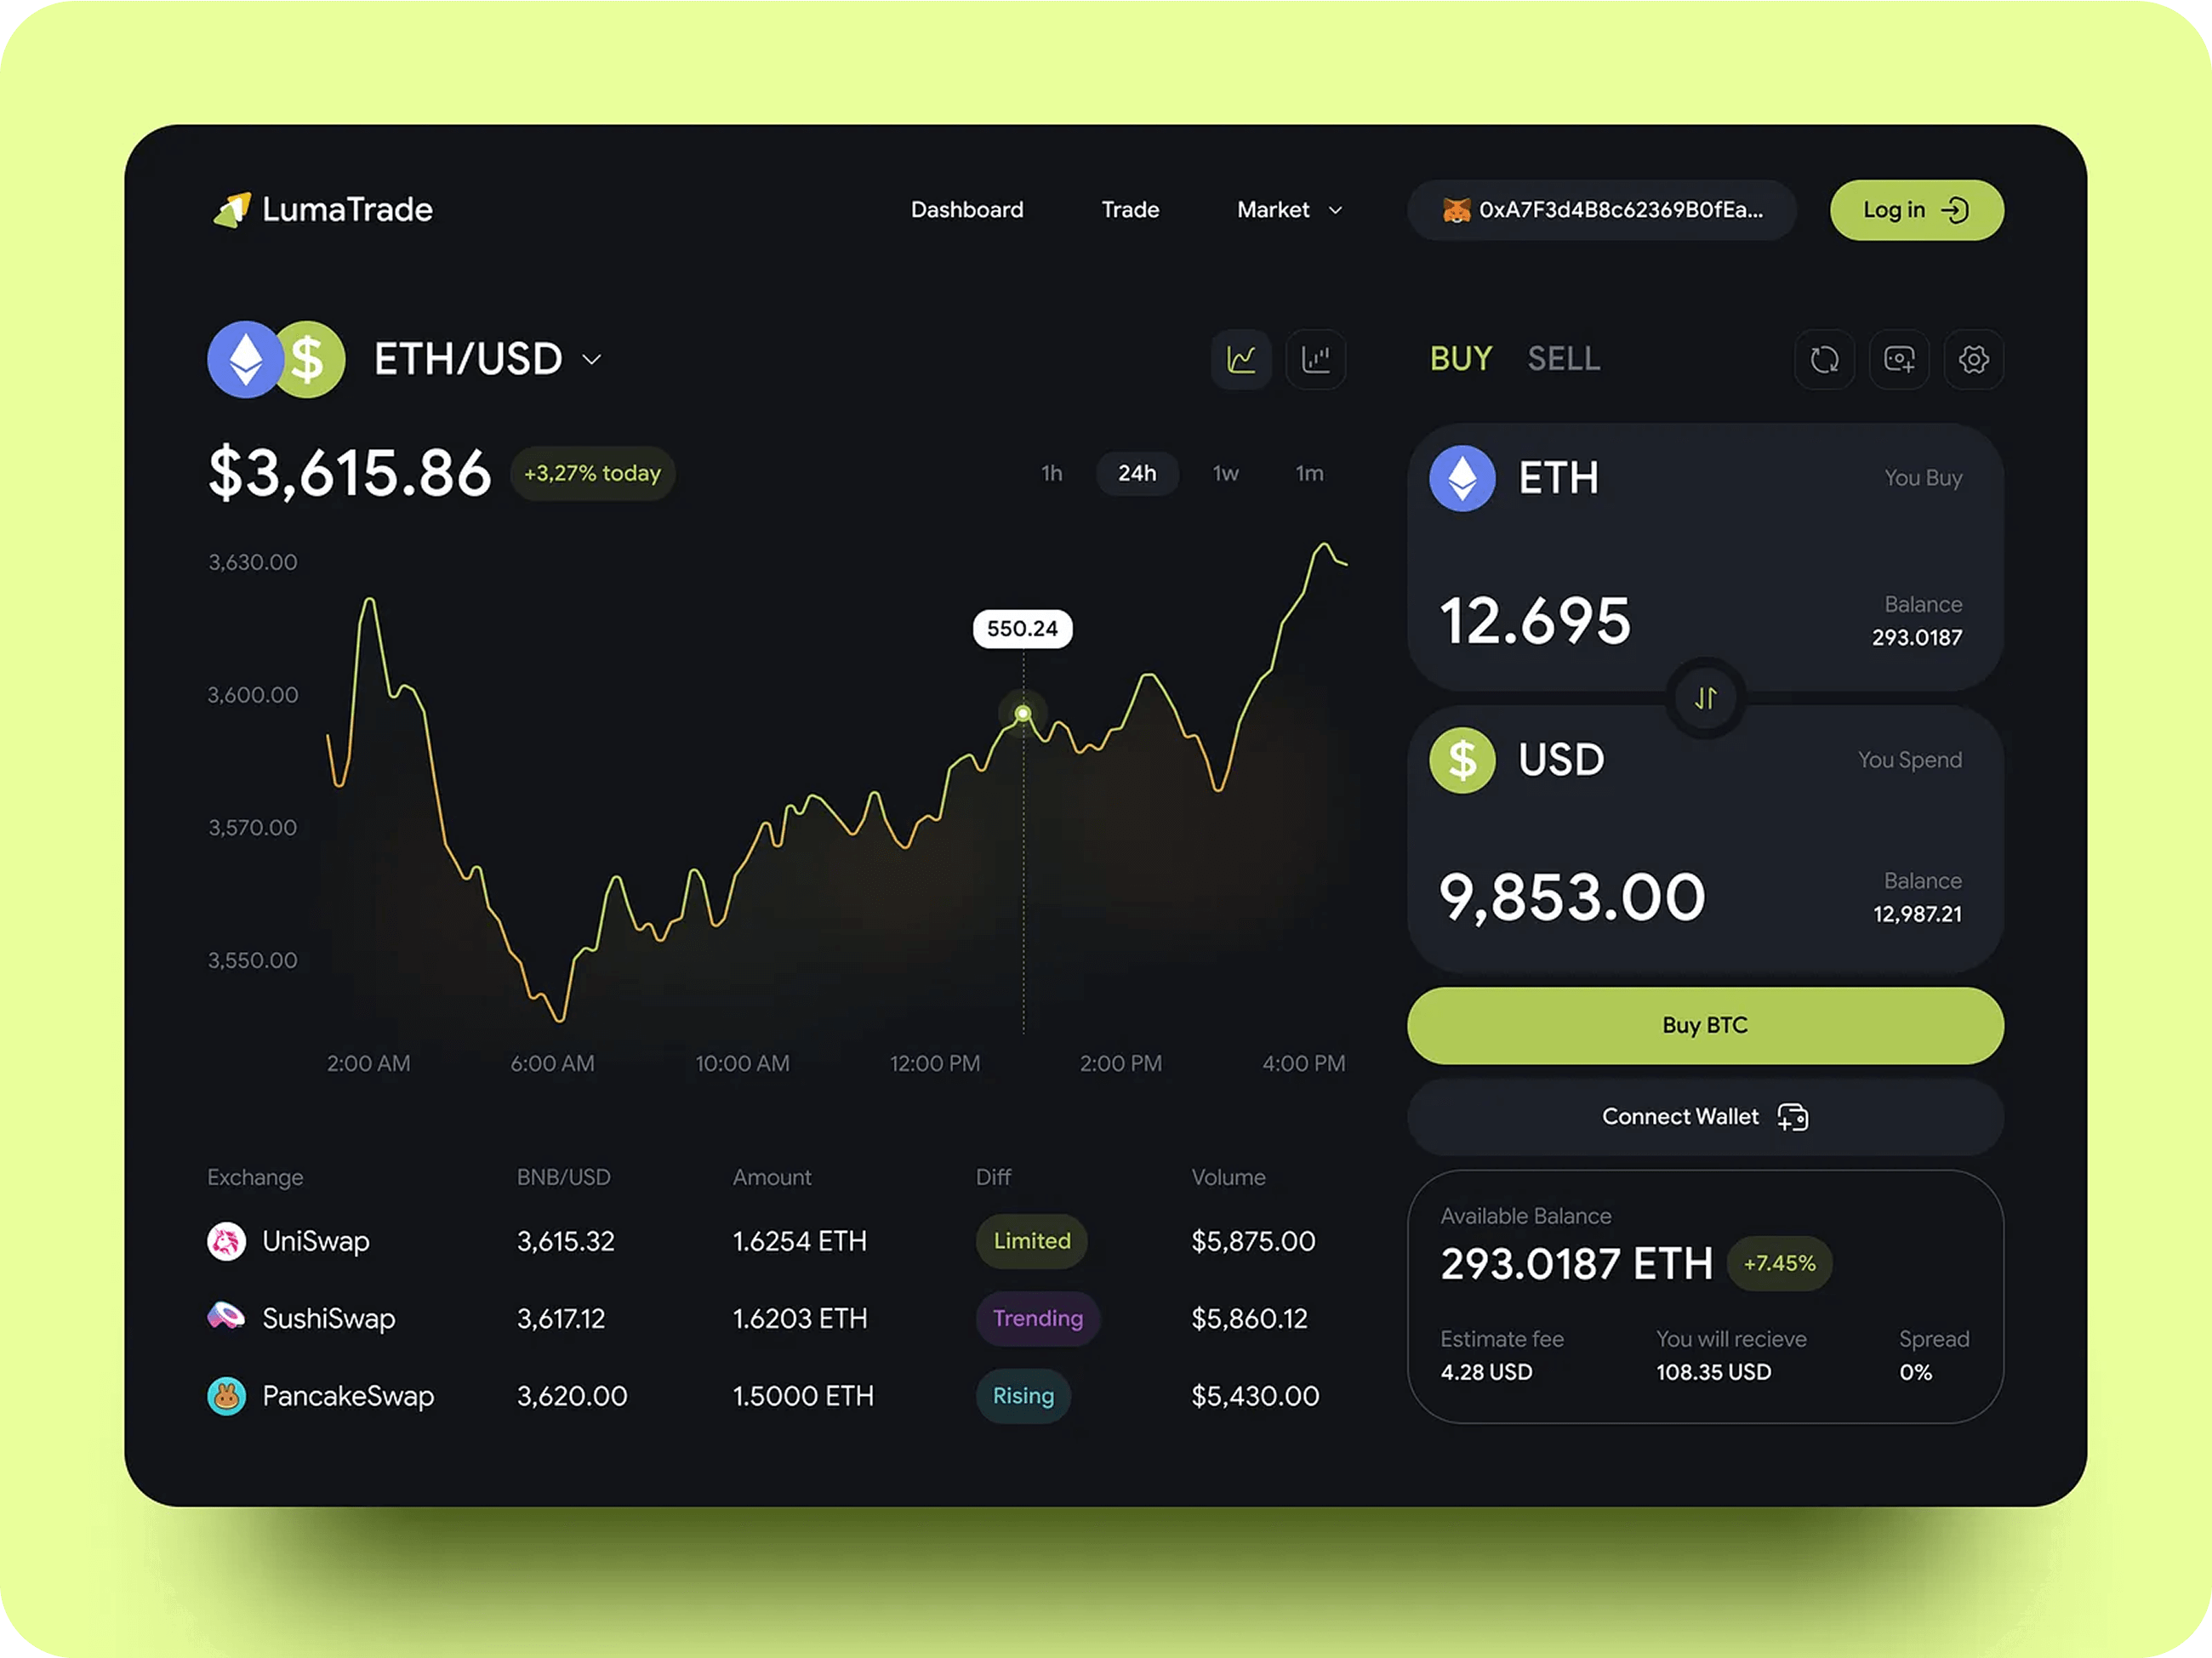 LumaTrade
Dashboard Trade Market 0xA7F3d4B8c62369B0fEa... Log in
ETH/USD
$3,615.86 +3,27% today
1h 24h 1w 1m
3,630.00
3,600.00
3,570.00
3,550.00
550.24
2:00 AM 6:00 AM 10:00 AM 12:00 PM 2:00 PM 4:00 PM
Exchange BNB/USD Amount Diff Volume
UniSwap 3,615.32 1.6254 ETH Limited $5,875.00
SushiSwap 3,617.12 1.6203 ETH Trending $5,860.12
PancakeSwap 3,620.00 1.5000 ETH Rising $5,430.00
BUY SELL
ETH You Buy
12.695
Balance
293.0187
USD You Spend
9,853.00
Balance
12,987.21
Buy BTC
Connect Wallet
Available Balance
293.0187 ETH +7.45%
Estimate fee You will recieve Spread
4.28 USD 108.35 USD 0%